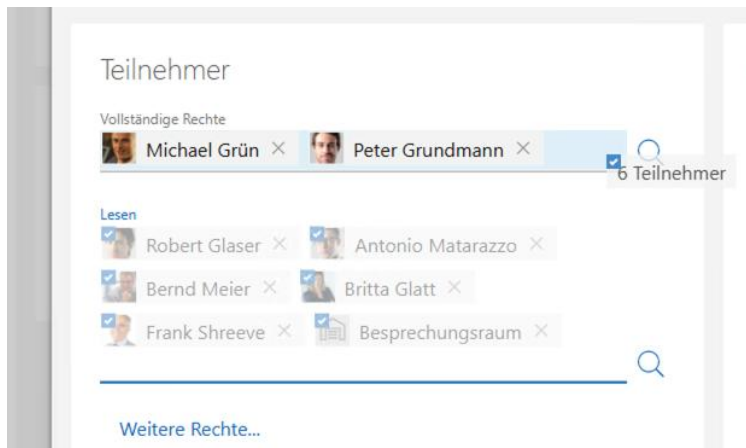 Teilnehmer
Vollständige Rechte
Michael Grün × Peter Grundmann ×
6 Teilnehmer
Lesen
Robert Glaser × Antonio Matarazzo ×
Bernd Meier × Britta Glatt ×
Frank Shreeve × Besprechungsraum ×
Weitere Rechte...